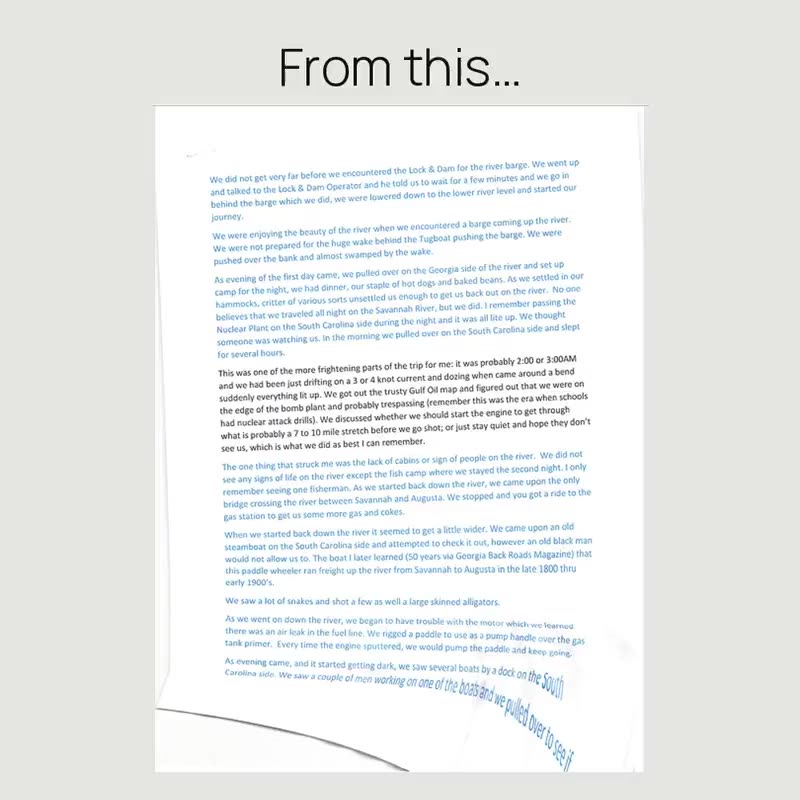 From this...
We did not get very far before we encountered the Lock & Dam for the river barge. We went up
and talked to the Lock & Dam Operator and he told us to wait for a few minutes and we go in
behind the barge which we did, we were lowered down to the lower river level and started our
journey.
We were enjoying the beauty of the river when we encountered a barge coming up the river.
We were not prepared for the huge wake behind the Tugboat pushing the barge. We were
pushed over the bank and almost swamped by the wake.
As evening of the first day came, we pulled over on the Georgia side of the river and set up
camp for the night, we had dinner, our staple of hot dogs and baked beans. As we settled in our
hammocks, critter of various sorts unsettled us enough to get us back out on the river. No one
believes that we traveled all night on the Savannah River, but we did. I remember passing the
Nuclear Plant on the South Carolina side during the night and it was all lite up. We thought
someone was watching us. In the morning we pulled over on the South Carolina side and slept
for several hours.
This was one of the more frightening parts of the trip for me: it was probably 2:00 or 3:00AM
and we had been just drifting on a 3 or 4 knot current and dozing when came around a bend
suddenly everything lit up. We got out the trusty Gulf Oil map and figured out that we were on
the edge of the bomb plant and probably trespassing (remember this was the era when schools
had nuclear attack drills). We discussed whether we should start the engine to get through
what is probably a 7 to 10 mile stretch before we go shot; or just stay quiet and hope they don't
see us, which is what we did as best I can remember.
The one thing that struck me was the lack of cabins or sign of people on the river. We did not
see any signs of life on the river except the fish camp where we stayed the second night. I only
remember seeing one fisherman. As we started back down the river, we came upon the only
bridge crossing the river between Savannah and Augusta. We stopped and you got a ride to the
gas station to get us some more gas and cokes.
When we started back down the river it seemed to get a little wider. We came upon an old
steamboat on the South Carolina side and attempted to check it out, however an old black man
would not allow us to. The boat I later learned (50 years via Georgia Back Roads Magazine) that
this paddle wheeler ran freight up the river from Savannah to Augusta in the late 1800 thru
early 1900's.
We saw a lot of snakes and shot a few as well a large skinned alligators.
As we went on down the river, we began to have trouble with the motor which we learned
there was an air leak in the fuel line. We rigged a paddle to use as a pump handle over the gas
tank primer. Every time the engine sputtered, we would pump the paddle and keep going.
As evening came, and it started getting dark, we saw several boats by a dock on the South
Carolina side. We saw a couple of men working on one of the boats and we pulled over to see if